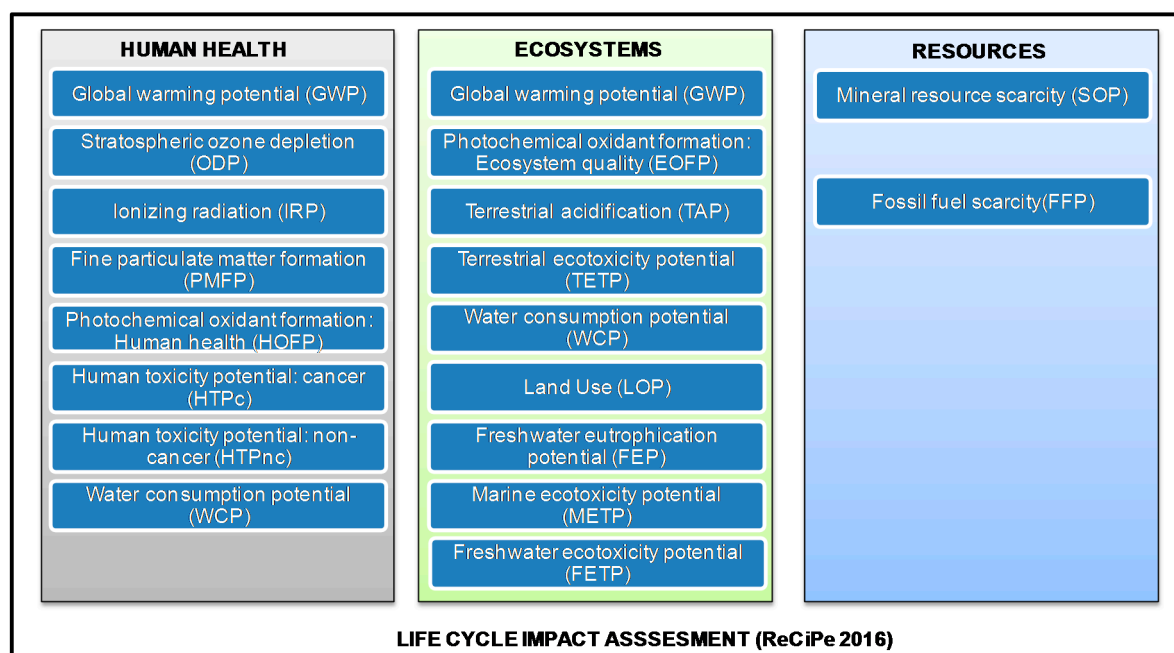 HUMAN HEALTH
Global warming potential (GWP)
Stratospheric ozone depletion
(ODP)
Ionizing radiation (IRP)
Fine particulate matter formation
(PMFP)
Photochemical oxidant formation:
Human health (HOFP)
Human toxicity potential: cancer
(HTPc)
Human toxicity potential: non-
cancer (HTPnc)
Water consumption potential
(WCP)
ECOSYSTEMS
Global warming potential (GWP)
Photochemical oxidant formation:
Ecosystem quality (EOFP)
Terrestrial acidification (TAP)
Terrestrial ecotoxicity potential
(TETP)
Water consumption potential
(WCP)
Land Use (LOP)
Freshwater eutrophication
potential (FEP)
Marine ecotoxicity potential
(METP)
Freshwater ecotoxicity potential
(FETP)
RESOURCES
Mineral resource scarcity (SOP)
Fossil fuel scarcity(FFP)
LIFE CYCLE IMPACT ASSSESMENT (ReCiPe 2016)